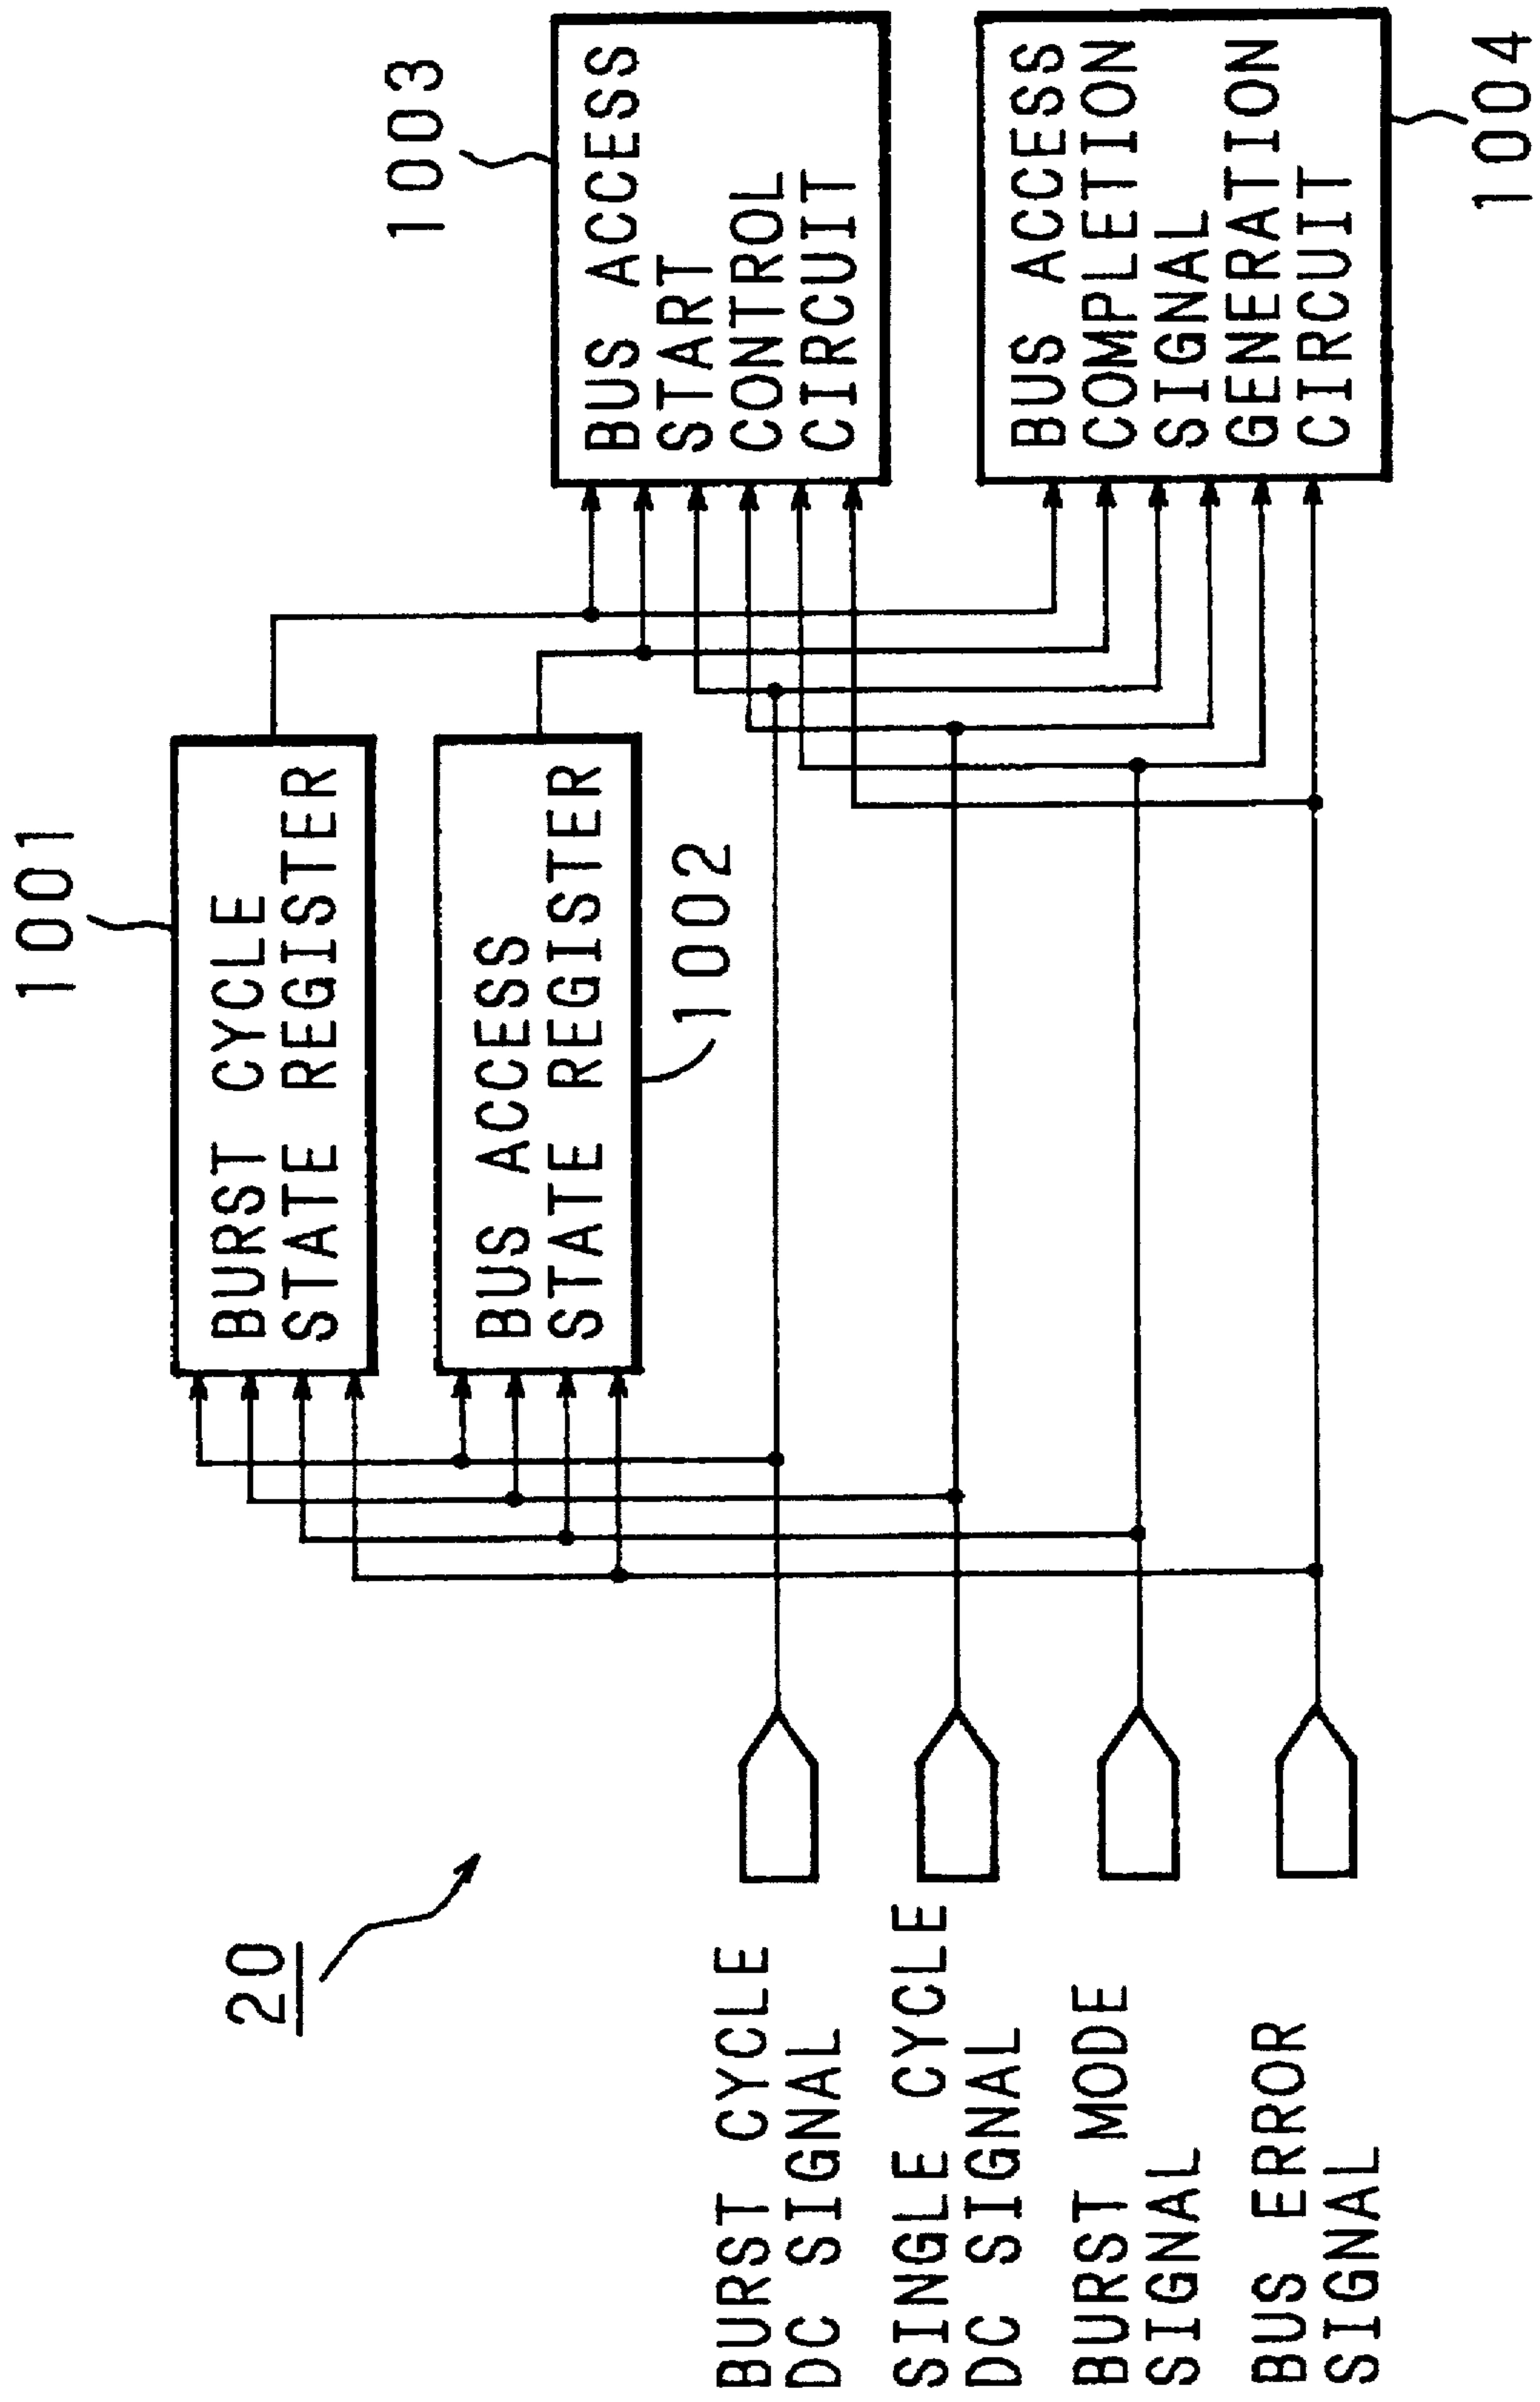 20
1001
BURST CYCLE
STATE REGISTER
BUS ACCESS
STATE REGISTER
1002
1003
BUS ACCESS
START
CONTROL
CIRCUIT
BUS ACCESS
COMPLETION
SIGNAL
GENERATION
CIRCUIT
1004
BURST CYCLE
DC SIGNAL
SINGLE CYCLE
DC SIGNAL
BURST MODE
SIGNAL
BUS ERROR
SIGNAL